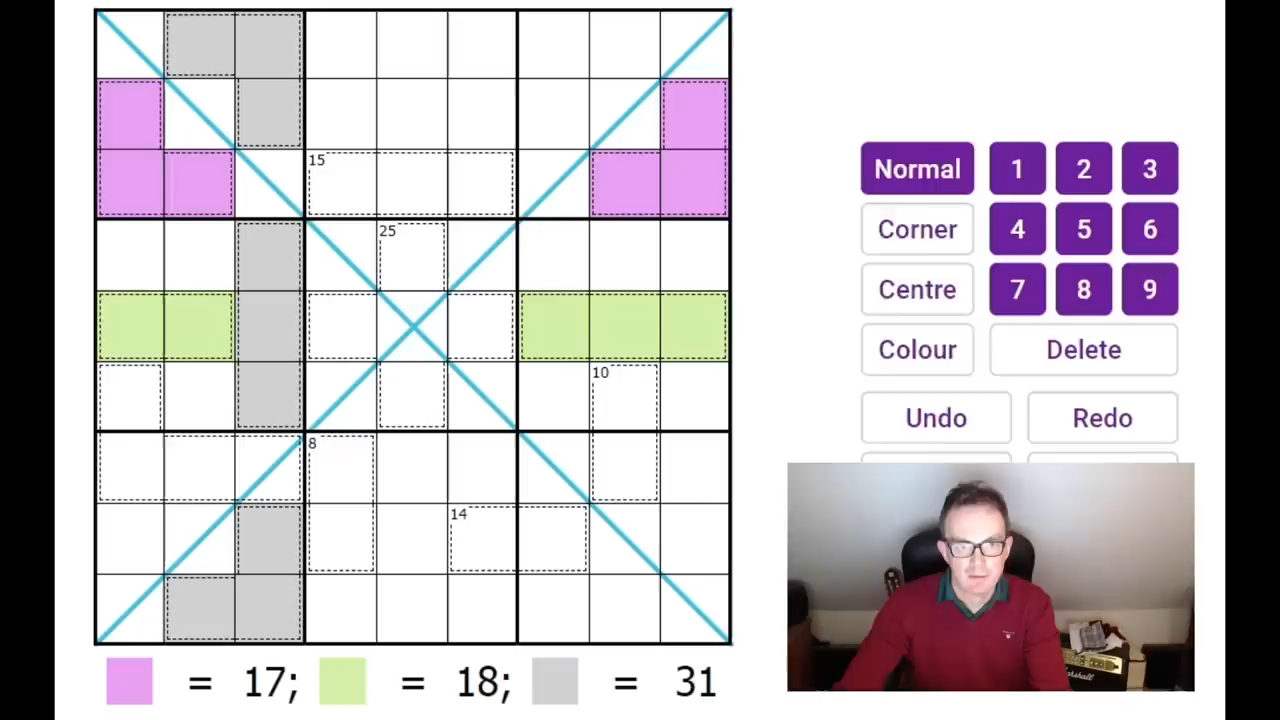 Normal 1 2 3
15
Corner 4 5 6
25
Centre 7 8 9
Colour Delete
10
Undo Redo
8
14
= 17; = 18; = 31